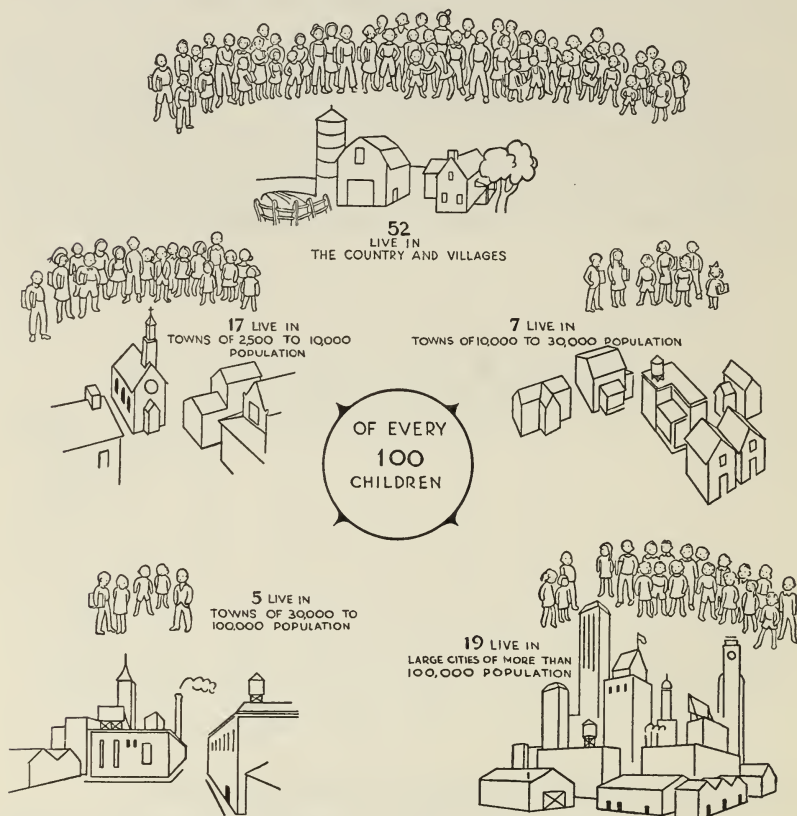 52
LIVE IN
THE COUNTRY AND VILLAGES
17 LIVE IN
TOWNS OF 2,500 TO 10,000
POPULATION
7 LIVE IN
TOWNS OF 10,000 TO 30,000 POPULATION
OF EVERY
100
CHILDREN
5 LIVE IN
TOWNS OF 30,000 TO
100,000 POPULATION
19 LIVE IN
LARGE CITIES OF MORE THAN
100,000 POPULATION